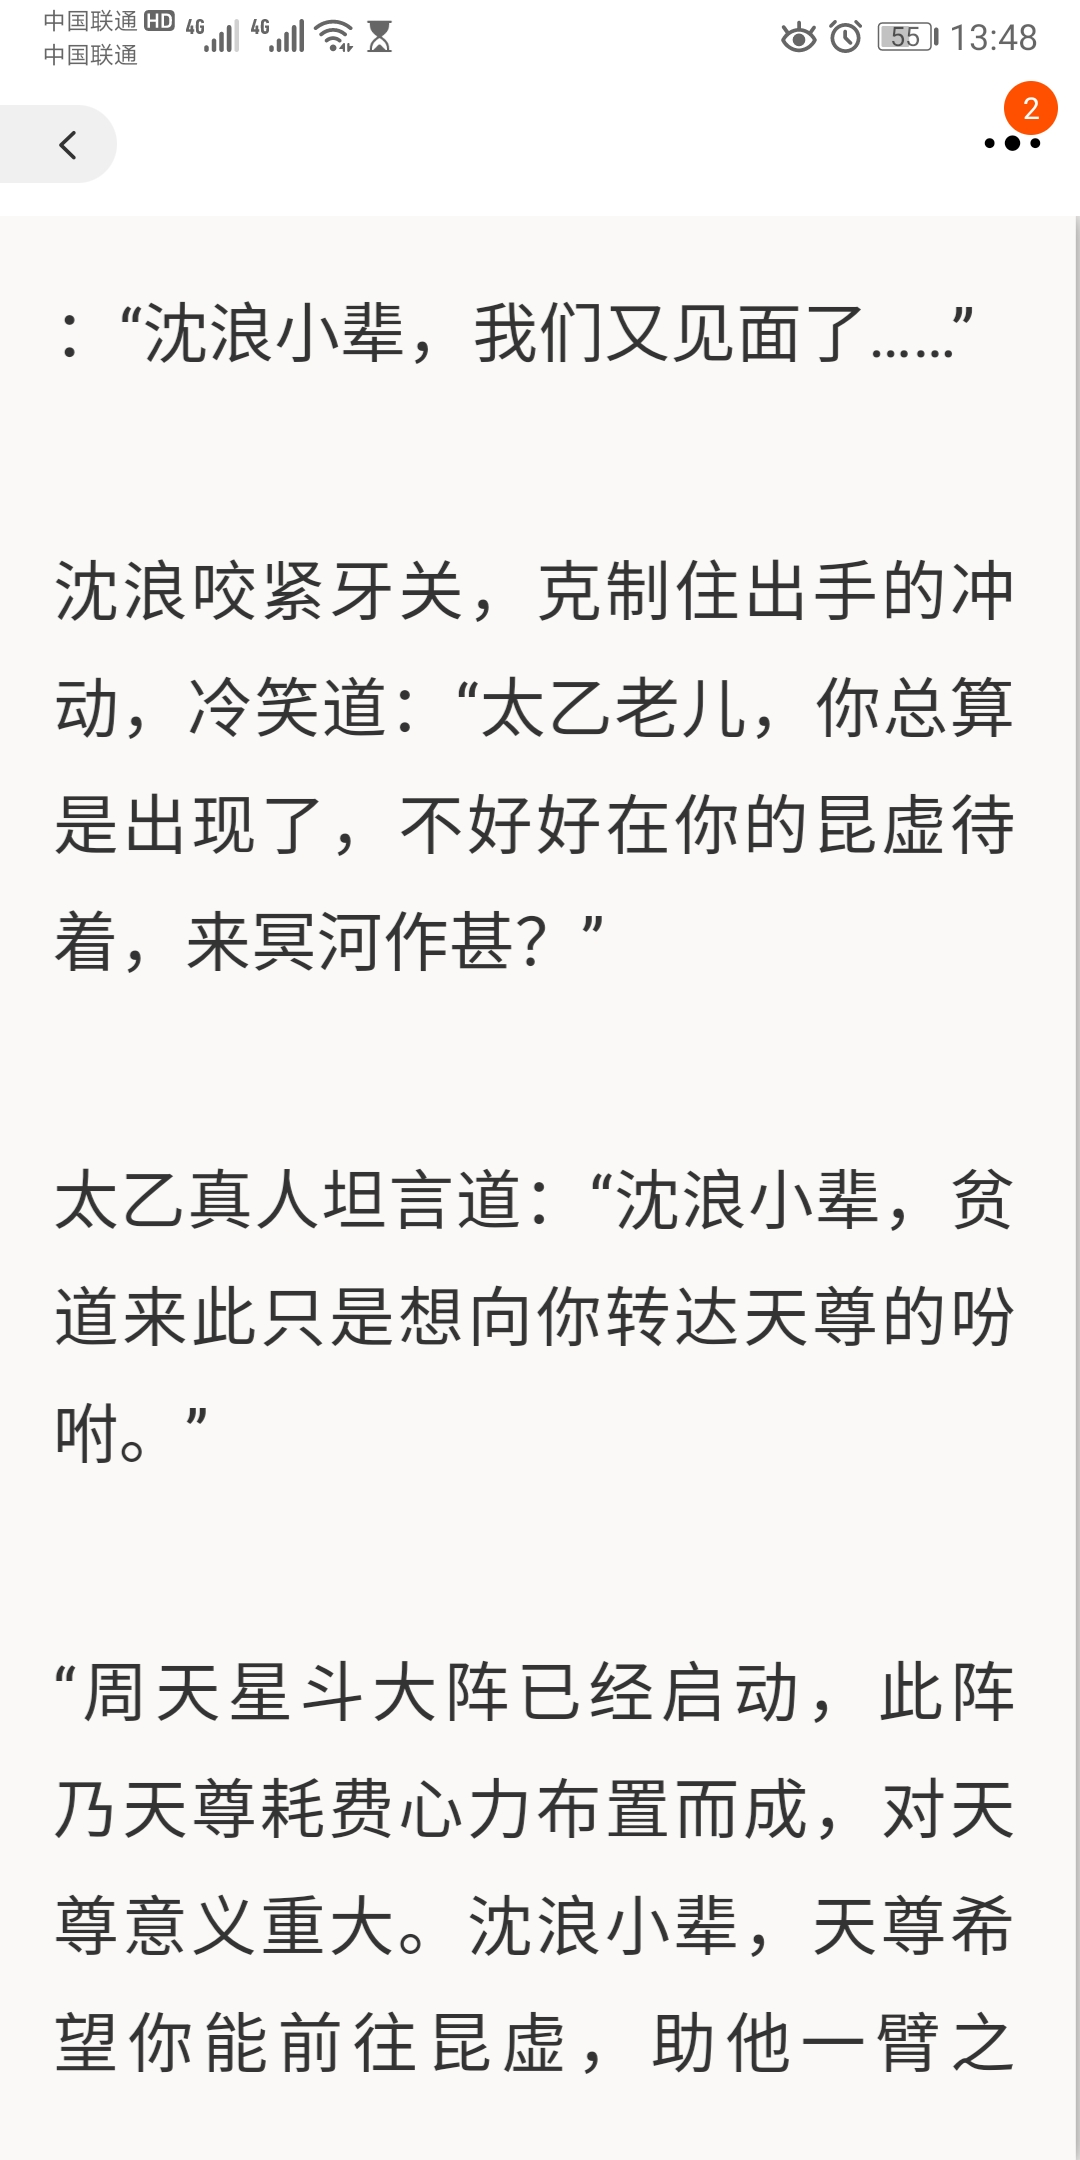 中国联通 HD 4G 4G 55 13:48
中国联通
2
：“沈浪小辈，我们又见面了……”
沈浪咬紧牙关，克制住出手的冲
动，冷笑道：“太乙老儿，你总算
是出现了，不好好在你的昆虚待
着，来冥河作甚？”
太乙真人坦言道：“沈浪小辈，贫
道来此只是想向你转达天尊的吩
咐。”
“周天星斗大阵已经启动，此阵
乃天尊耗费心力布置而成，对天
尊意义重大。沈浪小辈，天尊希
望你能前往昆虚，助他一臂之